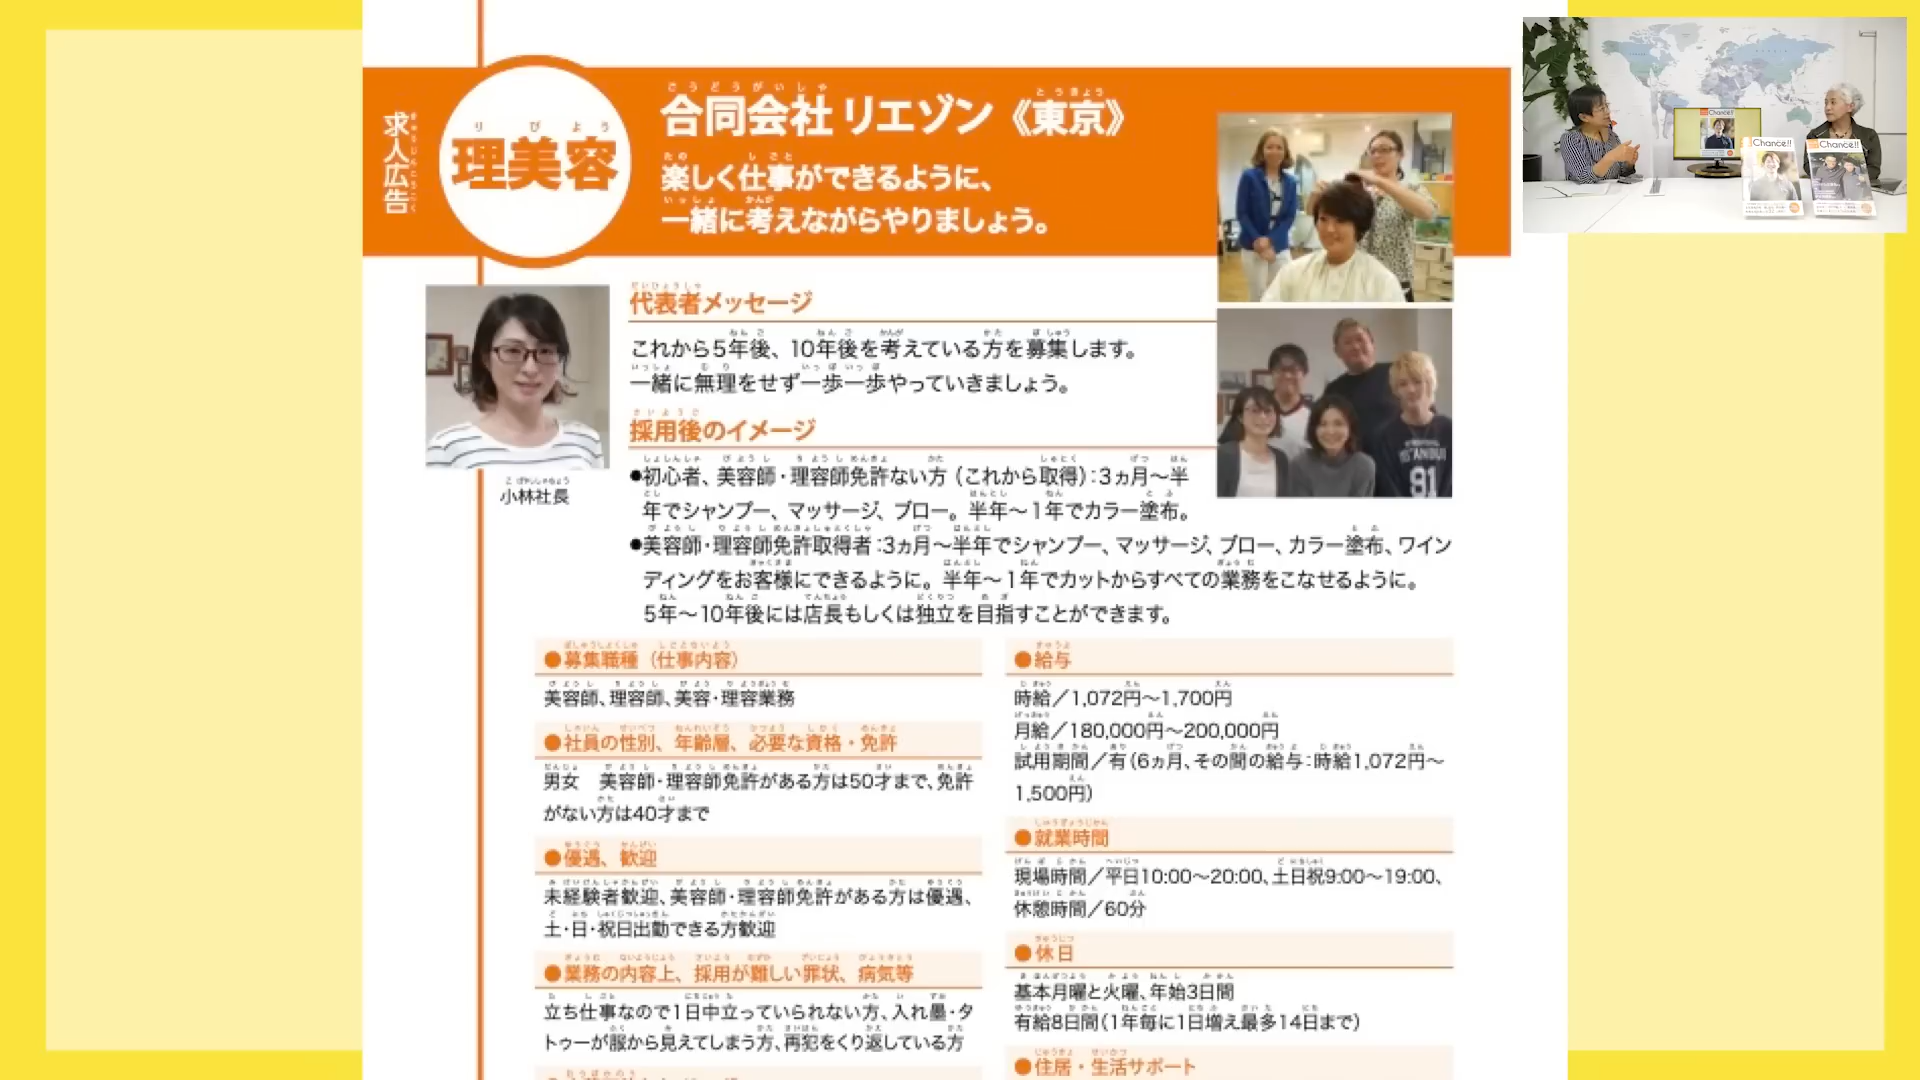 求人広告
理美容
合同会社 リエゾン《東京》
楽しく仕事ができるように、
一緒に考えながらやりましょう。
Chance!!
Chance!!
Chance!!
小林社長
代表者メッセージ
これから5年後、10年後を考えている方を募集します。
一緒に無理をせず一歩一歩やっていきましょう。
採用後のイメージ
●初心者、美容師・理容師免許ない方（これから取得）：3ヵ月～半
年でシャンプー、マッサージ、ブロー。半年～1年でカラー塗布。
●美容師・理容師免許取得者：3ヵ月～半年でシャンプー、マッサージ、ブロー、カラー塗布、ワイン
ディングをお客様にできるように。半年～1年でカットからすべての業務をこなせるように。
5年～10年後には店長もしくは独立を目指すことができます。
●募集職種（仕事内容）
美容師、理容師、美容・理容業務
●社員の性別、年齢層、必要な資格・免許
男女　美容師・理容師免許がある方は50才まで、免許
がない方は40才まで
●優遇、歓迎
未経験者歓迎、美容師・理容師免許がある方は優遇、
土・日・祝日出勤できる方歓迎
●業務の内容上、採用が難しい罪状、病気等
立ち仕事なので1日中立っていられない方、入れ墨・タ
トゥーが服から見えてしまう方、再犯をくり返している方
●給与
時給／1,072円～1,700円
月給／180,000円～200,000円
試用期間／有（6ヵ月、その間の給与：時給1,072円～
1,500円）
●就業時間
現場時間／平日10:00～20:00、土日祝9:00～19:00、
休憩時間／60分
●休日
基本月曜と火曜、年始3日間
有給8日間（1年毎に1日増え最多14日まで）
●住居・生活サポート